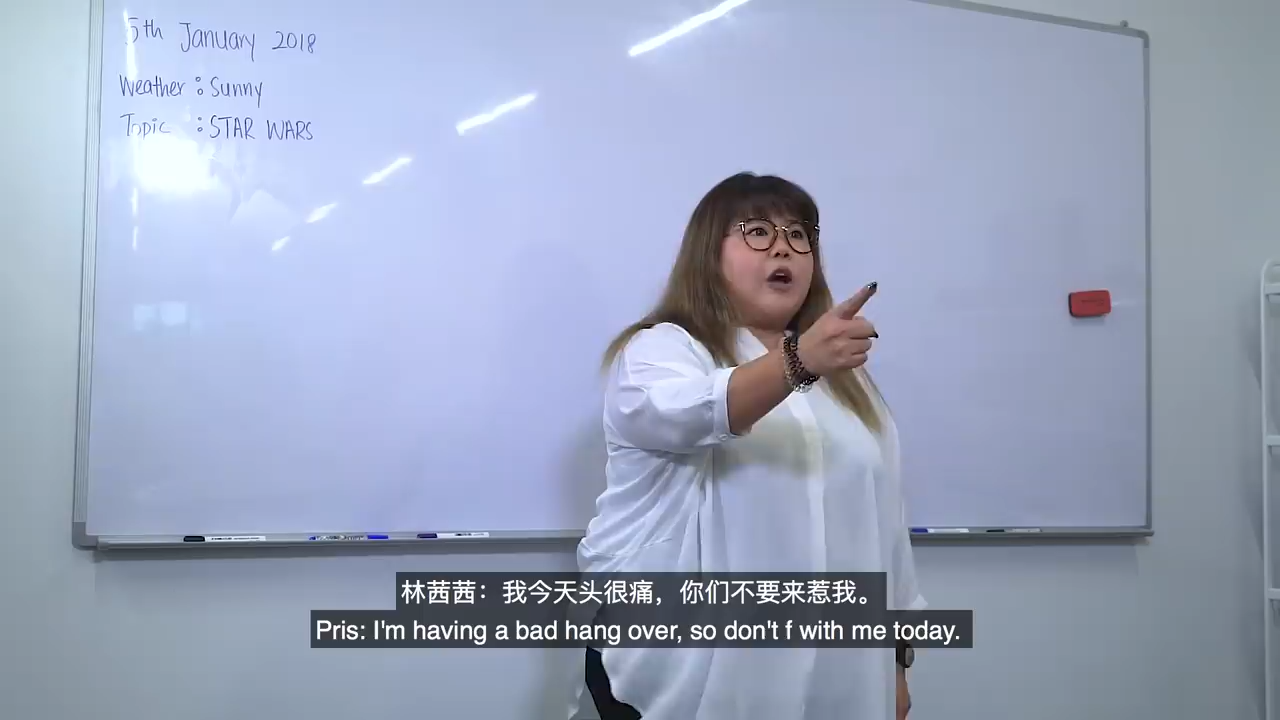 5th January 2018
Weather : Sunny
Topic : STAR WARS
林茜茜：我今天头很痛，你们不要来惹我。
Pris: I'm having a bad hang over, so don't f with me today.